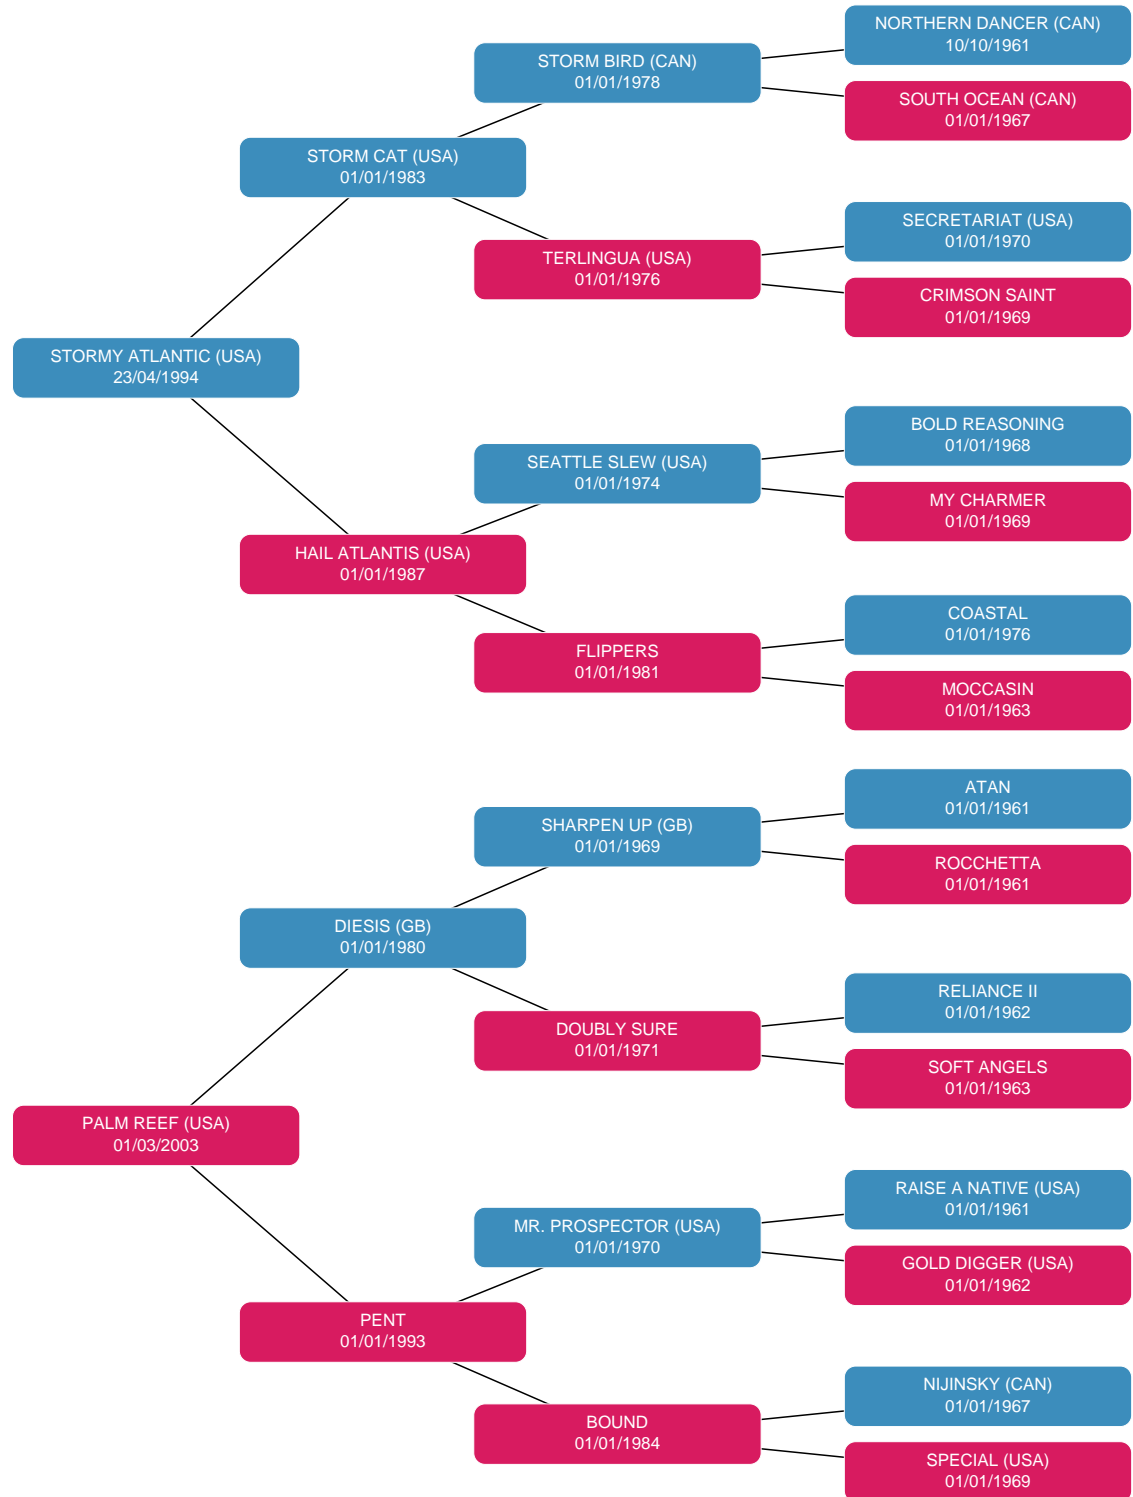 NORTHERN DANCER (CAN)
10/10/1961
STORM BIRD (CAN)
01/01/1978
SOUTH OCEAN (CAN)
01/01/1967
STORM CAT (USA)
01/01/1983
SECRETARIAT (USA)
01/01/1970
TERLINGUA (USA)
01/01/1976
CRIMSON SAINT
01/01/1969
STORMY ATLANTIC (USA)
23/04/1994
BOLD REASONING
01/01/1968
SEATTLE SLEW (USA)
01/01/1974
MY CHARMER
01/01/1969
HAIL ATLANTIS (USA)
01/01/1987
COASTAL
01/01/1976
FLIPPERS
01/01/1981
MOCCASIN
01/01/1963
ATAN
01/01/1961
SHARPEN UP (GB)
01/01/1969
ROCCHETTA
01/01/1961
DIESIS (GB)
01/01/1980
RELIANCE II
01/01/1962
DOUBLY SURE
01/01/1971
SOFT ANGELS
01/01/1963
PALM REEF (USA)
01/03/2003
RAISE A NATIVE (USA)
01/01/1961
MR. PROSPECTOR (USA)
01/01/1970
GOLD DIGGER (USA)
01/01/1962
PENT
01/01/1993
NIJINSKY (CAN)
01/01/1967
BOUND
01/01/1984
SPECIAL (USA)
01/01/1969